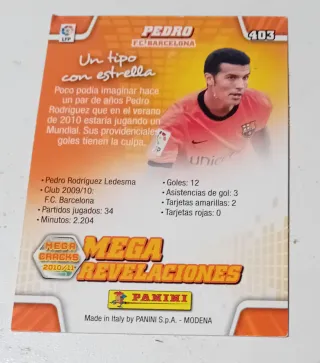 PEDRO
F.C. BARCELONA
403
LFP
Un tipo
con estrella
Poco podía imaginar hace
un par de años Pedro
Rodríguez que en el verano
de 2010 estaría jugando un
Mundial. Sus providenciales
goles tienen la culpa.
unicef
• Pedro Rodríguez Ledesma
• Club 2009/10:
F.C. Barcelona
• Partidos jugados: 34
• Minutos: 2.204
• Goles: 12
• Asistencias de gol: 3
• Tarjetas amarillas: 2
• Tarjetas rojas: 0
MEGA
CRACKS
2010/11
MEGA
REVELACIONES
PANINI
Made in Italy by PANINI S.p.A. - MODENA